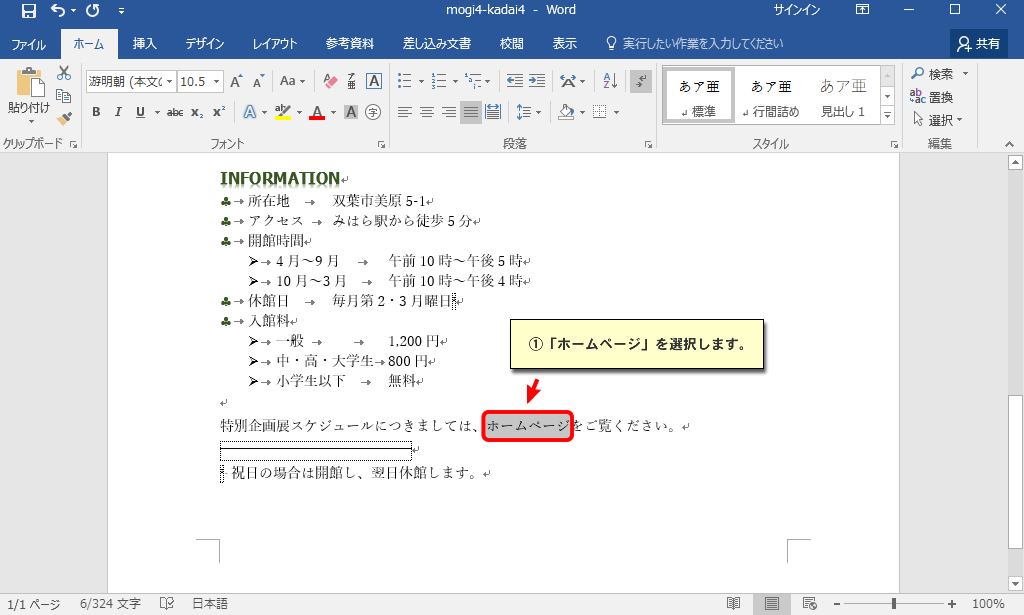 mogi4-kadai4 - Word
サインイン
ファイル ホーム 挿入 デザイン レイアウト 参考資料 差し込み文書 校閲 表示 実行したい作業を入力してください 共有
貼り付け
游明朝 (本文の 10.5 A A Aa ア亜 A
B I U abc x₂ x² A ab A A 字
あア亜 あア亜 あア亜
標準 行間詰め 見出し 1
検索
置換
選択
クリップボード フォント 段落 スタイル 編集
INFORMATION
所在地 双葉市美原 5-1
アクセス みはら駅から徒歩 5 分
開館時間
4 月～9 月 午前 10 時～午後 5 時
10 月～3 月 午前 10 時～午後 4 時
休館日 毎月第 2・3 月曜日
入館料
一般 1,200 円
中・高・大学生 800 円
小学生以下 無料
①「ホームページ」を選択します。
特別企画展スケジュールにつきましては、ホームページをご覧ください。
祝日の場合は開館し、翌日休館します。
1/1 ページ 6/324 文字 日本語 100%